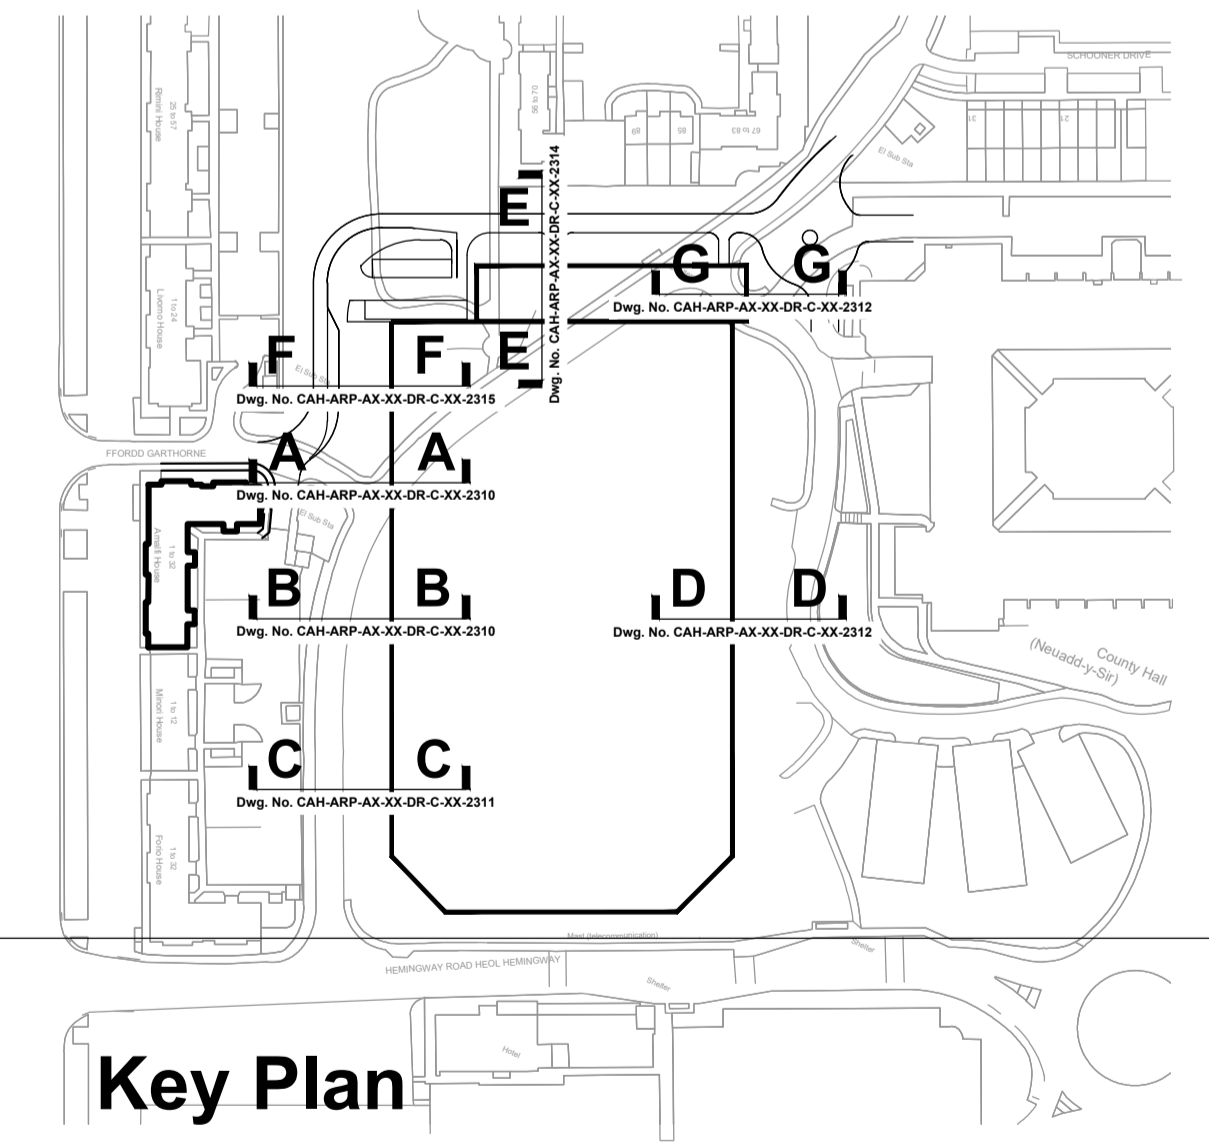 SCHOONER DRIVE
Rimini House
25 to 57
56 to 70
89
85
67 to 83
31
21
El Sub Sta
E
Dwg. No. CAH-ARP-AX-XX-DR-C-XX-2314
G
G
Dwg. No. CAH-ARP-AX-XX-DR-C-XX-2312
Livorno House
1 to 24
F
F
E
El Sub Sta
Dwg. No. CAH-ARP-AX-XX-DR-C-XX-2315
FFORDD GARTHORNE
A
A
Dwg. No. CAH-ARP-AX-XX-DR-C-XX-2310
El Sub Sta
Amalfi House
1 to 32
B
B
D
D
Dwg. No. CAH-ARP-AX-XX-DR-C-XX-2310
Dwg. No. CAH-ARP-AX-XX-DR-C-XX-2312
County Hall
(Neuadd-y-Sir)
Minori House
1 to 12
C
C
Dwg. No. CAH-ARP-AX-XX-DR-C-XX-2311
Forio House
1 to 32
Mast (telecommunication)
Shelter
HEMINGWAY ROAD HEOL HEMINGWAY
Shelter
Hotel
Key Plan